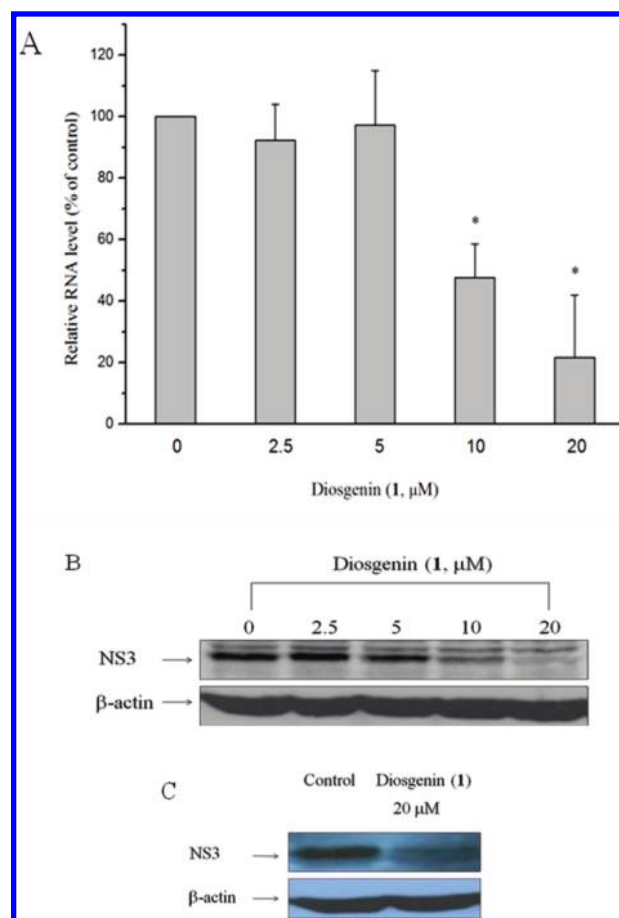 A
Relative RNA level (% of control)
120
100
80
60
40
20
0
*
*
0 2.5 5 10 20
Diosgenin (1, μM)
B
Diosgenin (1, μM)
0 2.5 5 10 20
NS3
β-actin
C
Control Diosgenin (1)
20 μM
NS3
β-actin